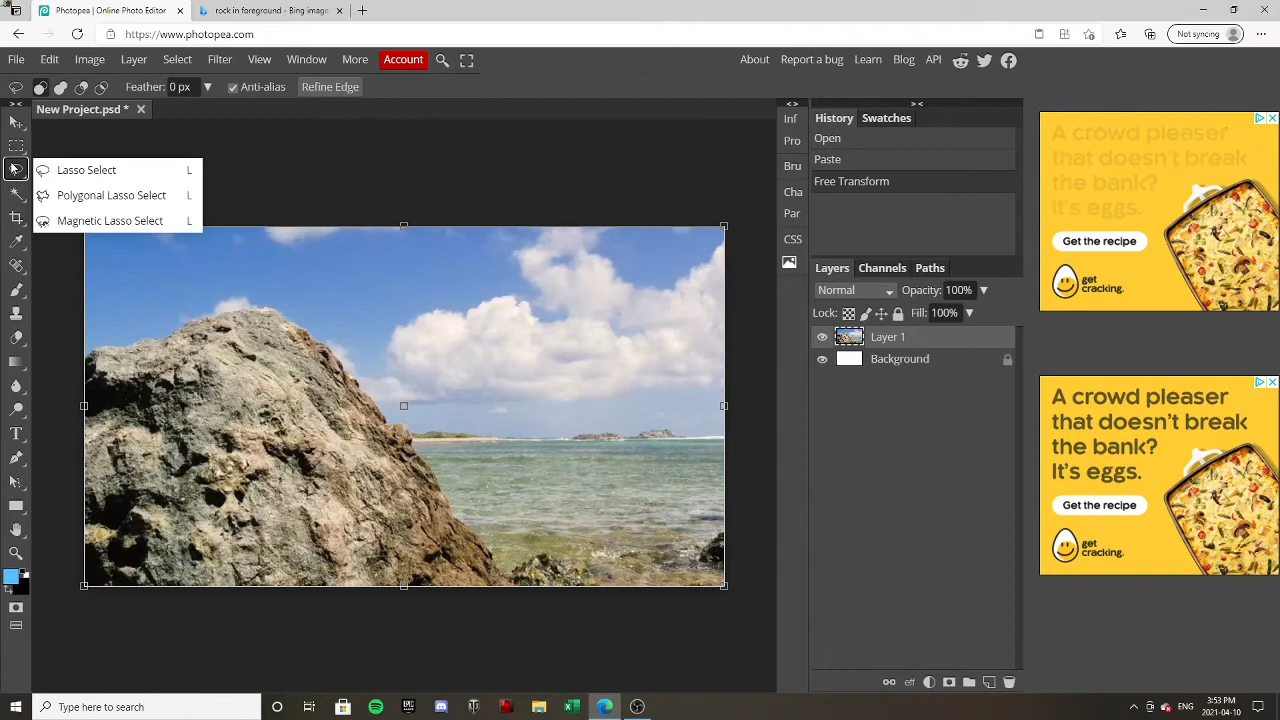 Photopea | Online Photo Editor
rock in foreground - Bing image
https://www.photopea.com
Not syncing
File Edit Image Layer Select Filter View Window More Account
About Report a bug Learn Blog API
Feather: 0 px Anti-alias Refine Edge
New Project.psd *
Lasso Select L
Polygonal Lasso Select L
Magnetic Lasso Select L
Inf
Pro
Bru
Cha
Par
CSS
History Swatches
Open
Paste
Free Transform
Layers Channels Paths
Normal Opacity: 100%
Lock: Fill: 100%
Layer 1
Background
eff
A crowd pleaser
that doesn't break
the bank?
It's eggs.
Get the recipe
get
cracking.
A crowd pleaser
that doesn't break
the bank?
It's eggs.
Get the recipe
get
cracking.
Type here to search
3:53 PM
2021-04-10